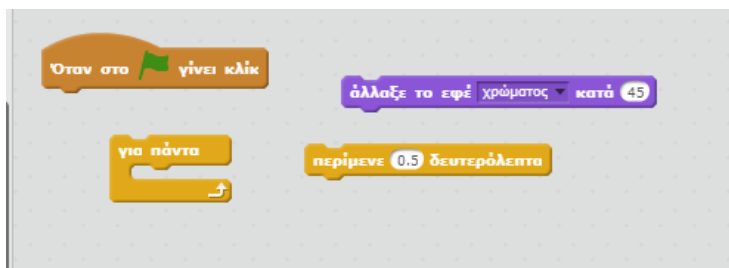 Όταν στο γίνει κλίκ
άλλαξε το εφέ χρώματος κατά 45
για πάντα
περίμενε 0.5 δευτερόλεπτα